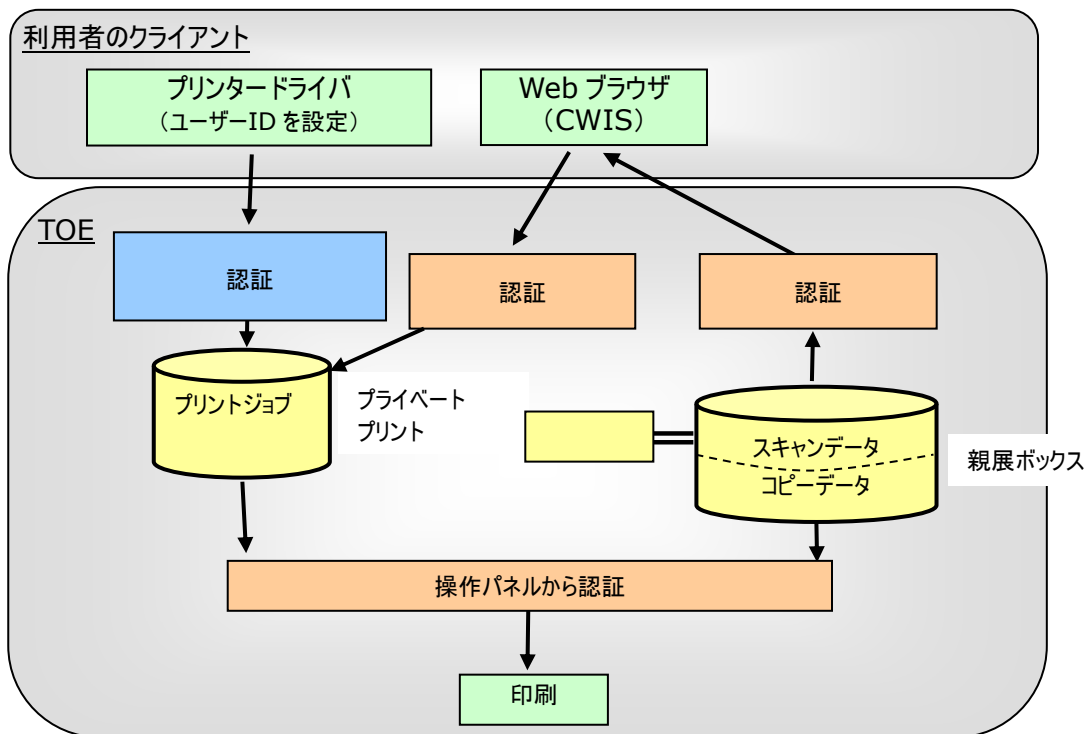 利用者のクライアント
プリンタードライバ
（ユーザーID を設定）
Web ブラウザ
（CWIS）
TOE
認証
認証
認証
プリントジョブ
プライベート
プリント
スキャンデータ
コピーデータ
親展ボックス
操作パネルから認証
印刷